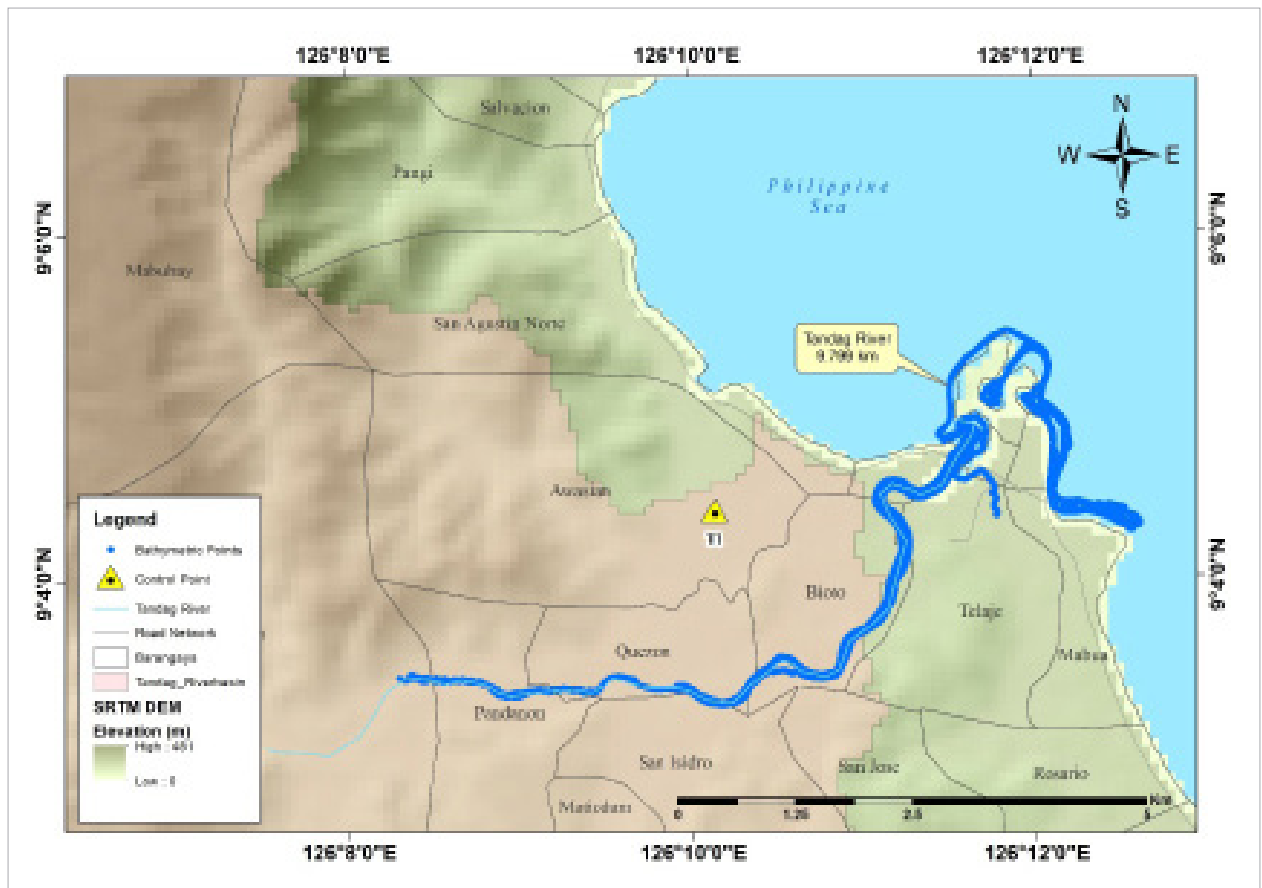 126°8'0"E
126°10'0"E
126°12'0"E
N
W
E
S
Salvacion
Pangi
Philippine
Sea
9°6'0"N
9°6'0"N
Mabuhay
San Agustin Norte
Tandag River
9.799 km
Awasian
T1
Legend
Bathymetric Points
Control Point
Tandag River
Road Network
Barangays
Tandag_Riverbasin
SRTM DEM
Elevation (m)
High : 481
Low : 0
9°4'0"N
9°4'0"N
Bioto
Telaje
Quezon
Mabua
Pandanon
San Isidro
San Jose
Rosario
Maticdum
Km
0
1.25
2.5
5
126°8'0"E
126°10'0"E
126°12'0"E